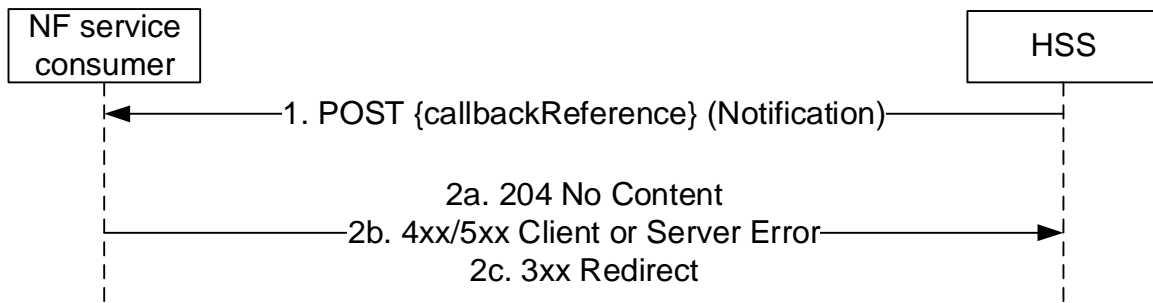 NF service
consumer
HSS
1. POST {callbackReference} (Notification)
2a. 204 No Content
2b. 4xx/5xx Client or Server Error
2c. 3xx Redirect